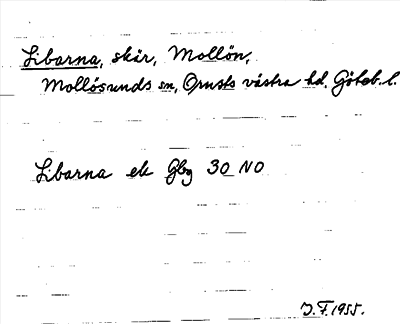 Libarna, skär, Mollön,
Mollösunds sn, Orusts västra hd. Göteb. l.
Libarna ek Gbg 30 NO
J. F. 1955.